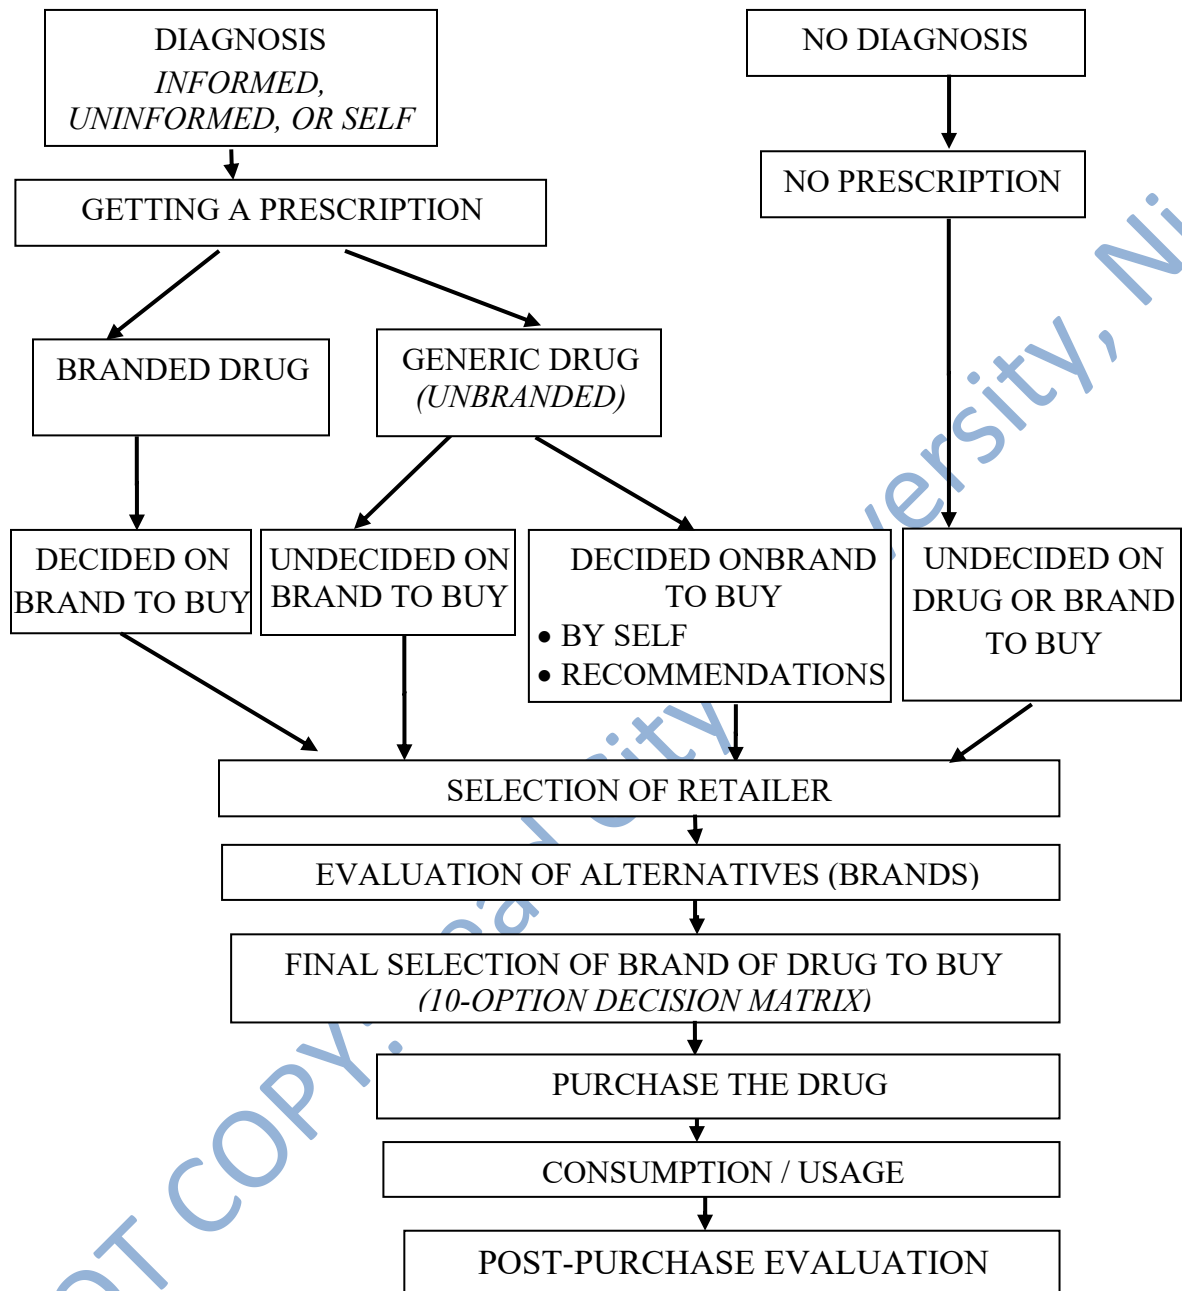 DIAGNOSIS
INFORMED,
UNINFORMED, OR SELF
NO DIAGNOSIS
GETTING A PRESCRIPTION
NO PRESCRIPTION
BRANDED DRUG
GENERIC DRUG
(UNBRANDED)
DECIDED ON
BRAND TO BUY
UNDECIDED ON
BRAND TO BUY
DECIDED ONBRAND
TO BUY
• BY SELF
• RECOMMENDATIONS
UNDECIDED ON
DRUG OR BRAND
TO BUY
SELECTION OF RETAILER
EVALUATION OF ALTERNATIVES (BRANDS)
FINAL SELECTION OF BRAND OF DRUG TO BUY
(10-OPTION DECISION MATRIX)
PURCHASE THE DRUG
CONSUMPTION / USAGE
POST-PURCHASE EVALUATION
COPY: City